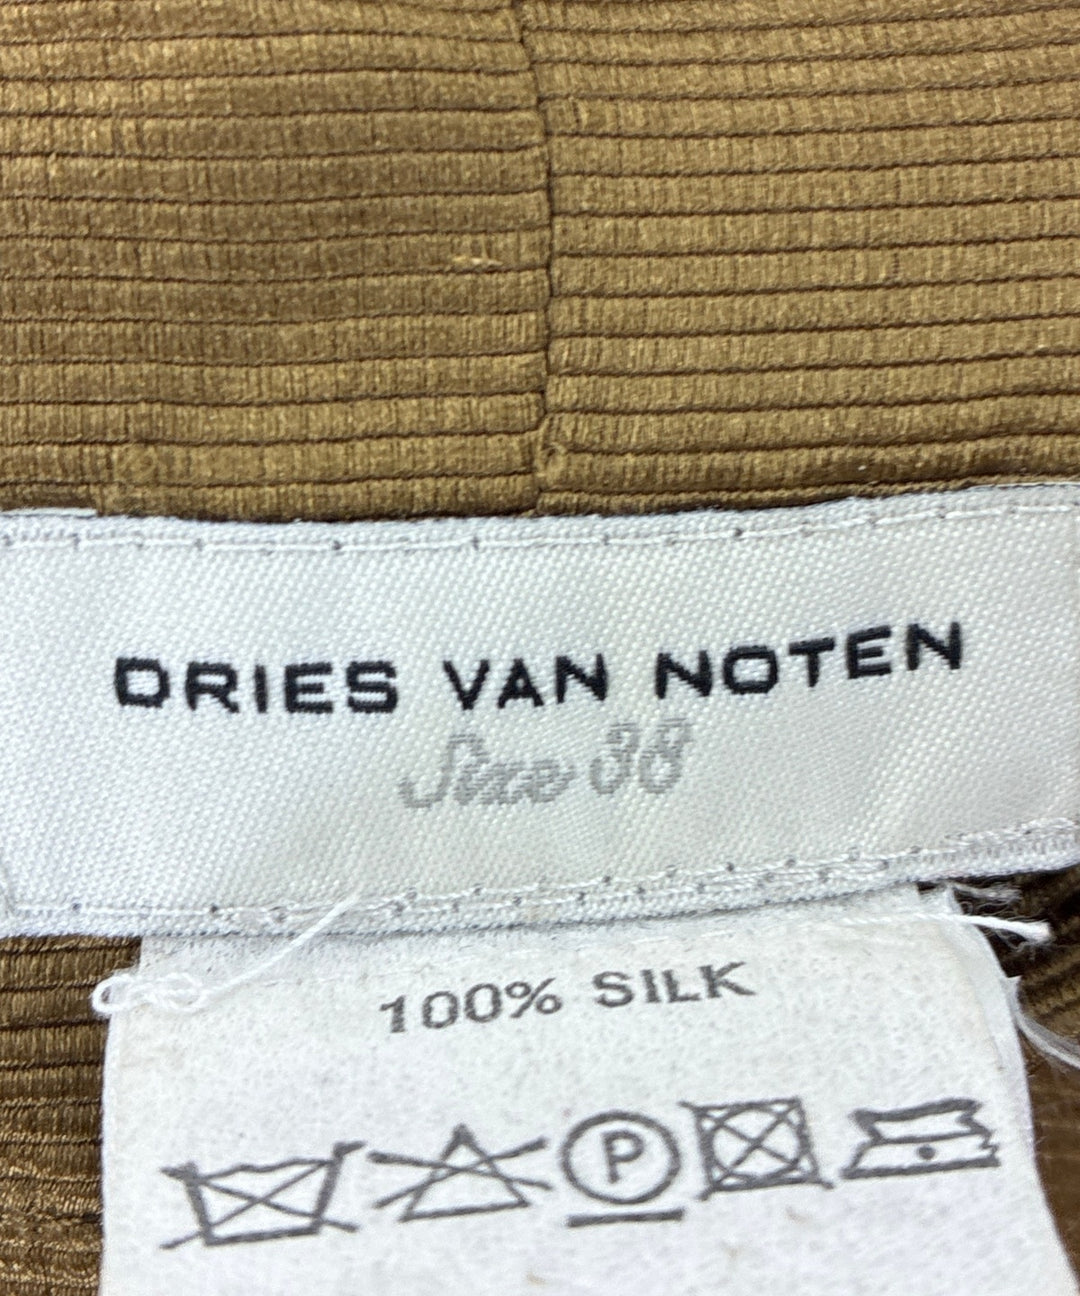 DRIES VAN NOTEN
Size 38
100% SILK
P